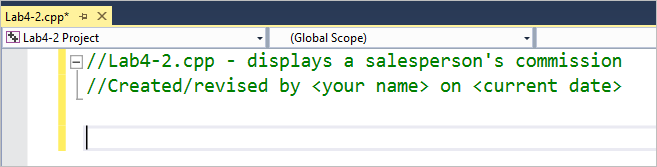 Lab4-2.cpp*
Lab4-2 Project (Global Scope)
//Lab4-2.cpp - displays a salesperson's commission
//Created/revised by <your name> on <current date>